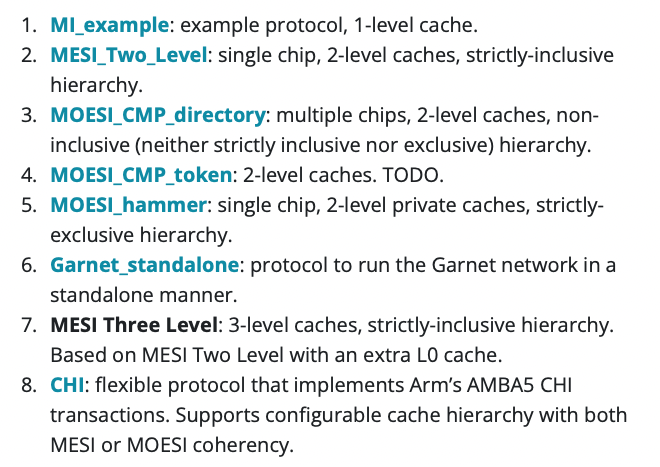 1. MI_example: example protocol, 1-level cache.
2. MESI_Two_Level: single chip, 2-level caches, strictly-inclusive
hierarchy.
3. MOESI_CMP_directory: multiple chips, 2-level caches, non-
inclusive (neither strictly inclusive nor exclusive) hierarchy.
4. MOESI_CMP_token: 2-level caches. TODO.
5. MOESI_hammer: single chip, 2-level private caches, strictly-
exclusive hierarchy.
6. Garnet_standalone: protocol to run the Garnet network in a
standalone manner.
7. MESI Three Level: 3-level caches, strictly-inclusive hierarchy.
Based on MESI Two Level with an extra L0 cache.
8. CHI: flexible protocol that implements Arm’s AMBA5 CHI
transactions. Supports configurable cache hierarchy with both
MESI or MOESI coherency.